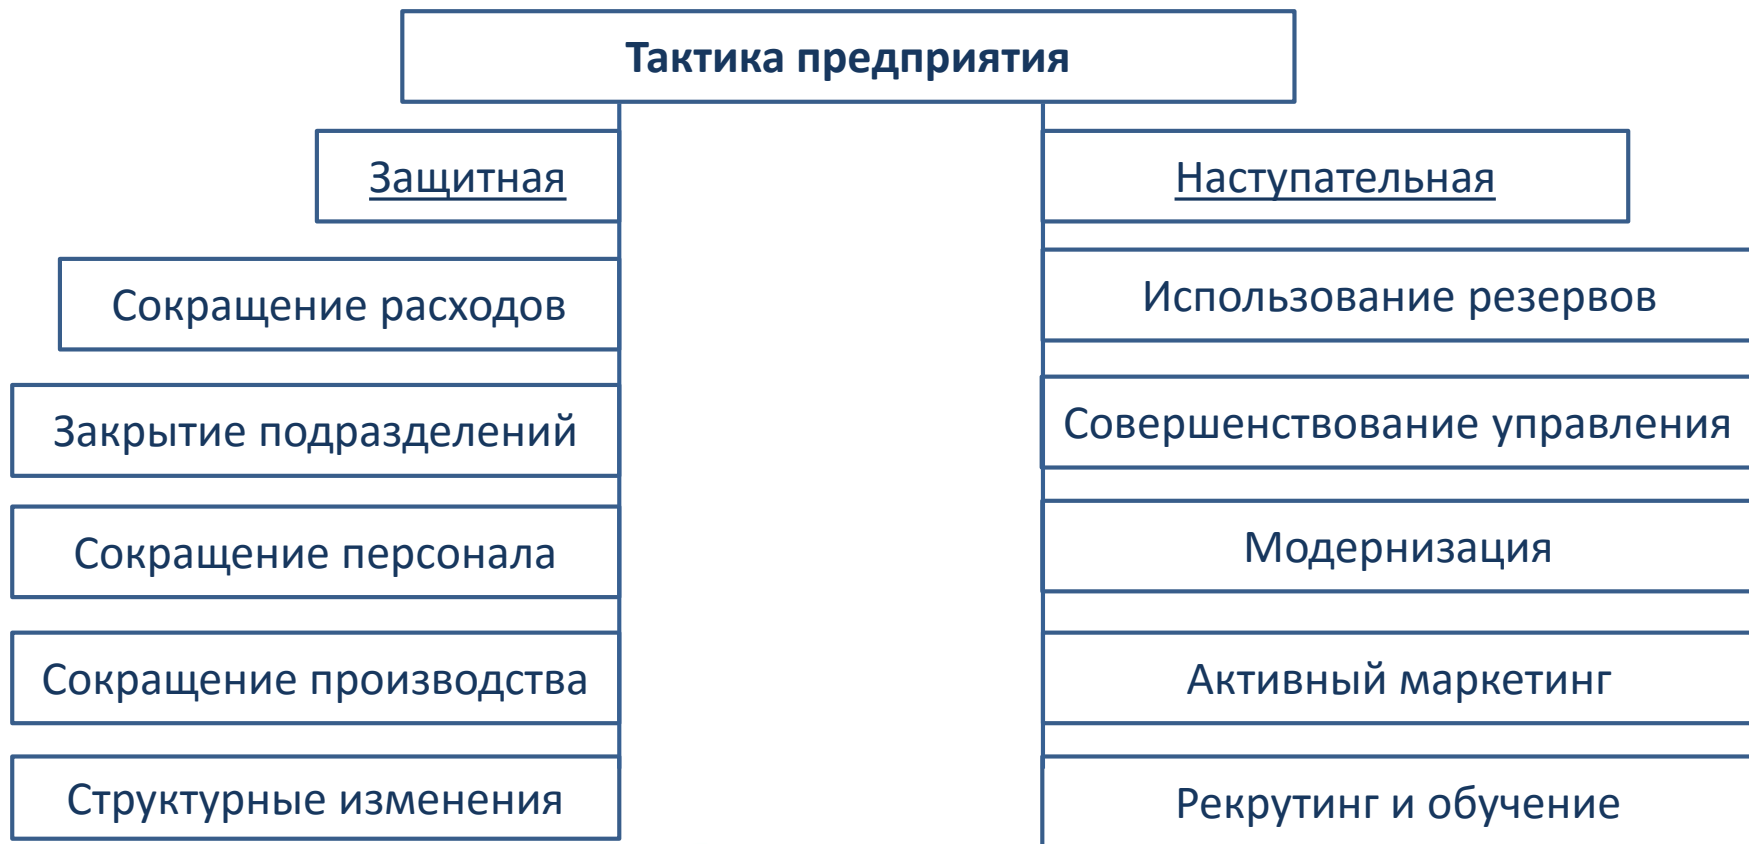 Тактика предприятия
Защитная
Сокращение расходов
Закрытие подразделений
Сокращение персонала
Сокращение производства
Структурные изменения
Наступательная
Использование резервов
Совершенствование управления
Модернизация
Активный маркетинг
Рекрутинг и обучение